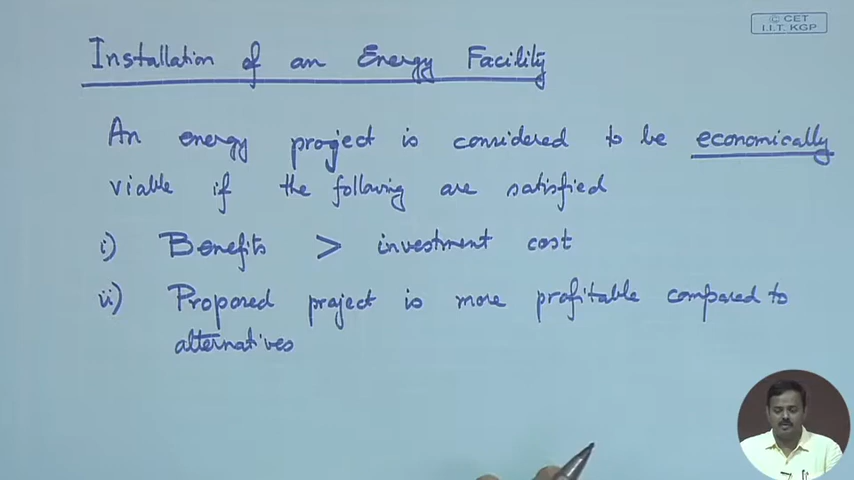 © CET
I.I.T. KGP
Installation of an Energy Facility
An energy project is considered to be economically
viable if the following are satisfied
i) Benefits > investment cost
ii) Proposed project is more profitable compared to
alternatives